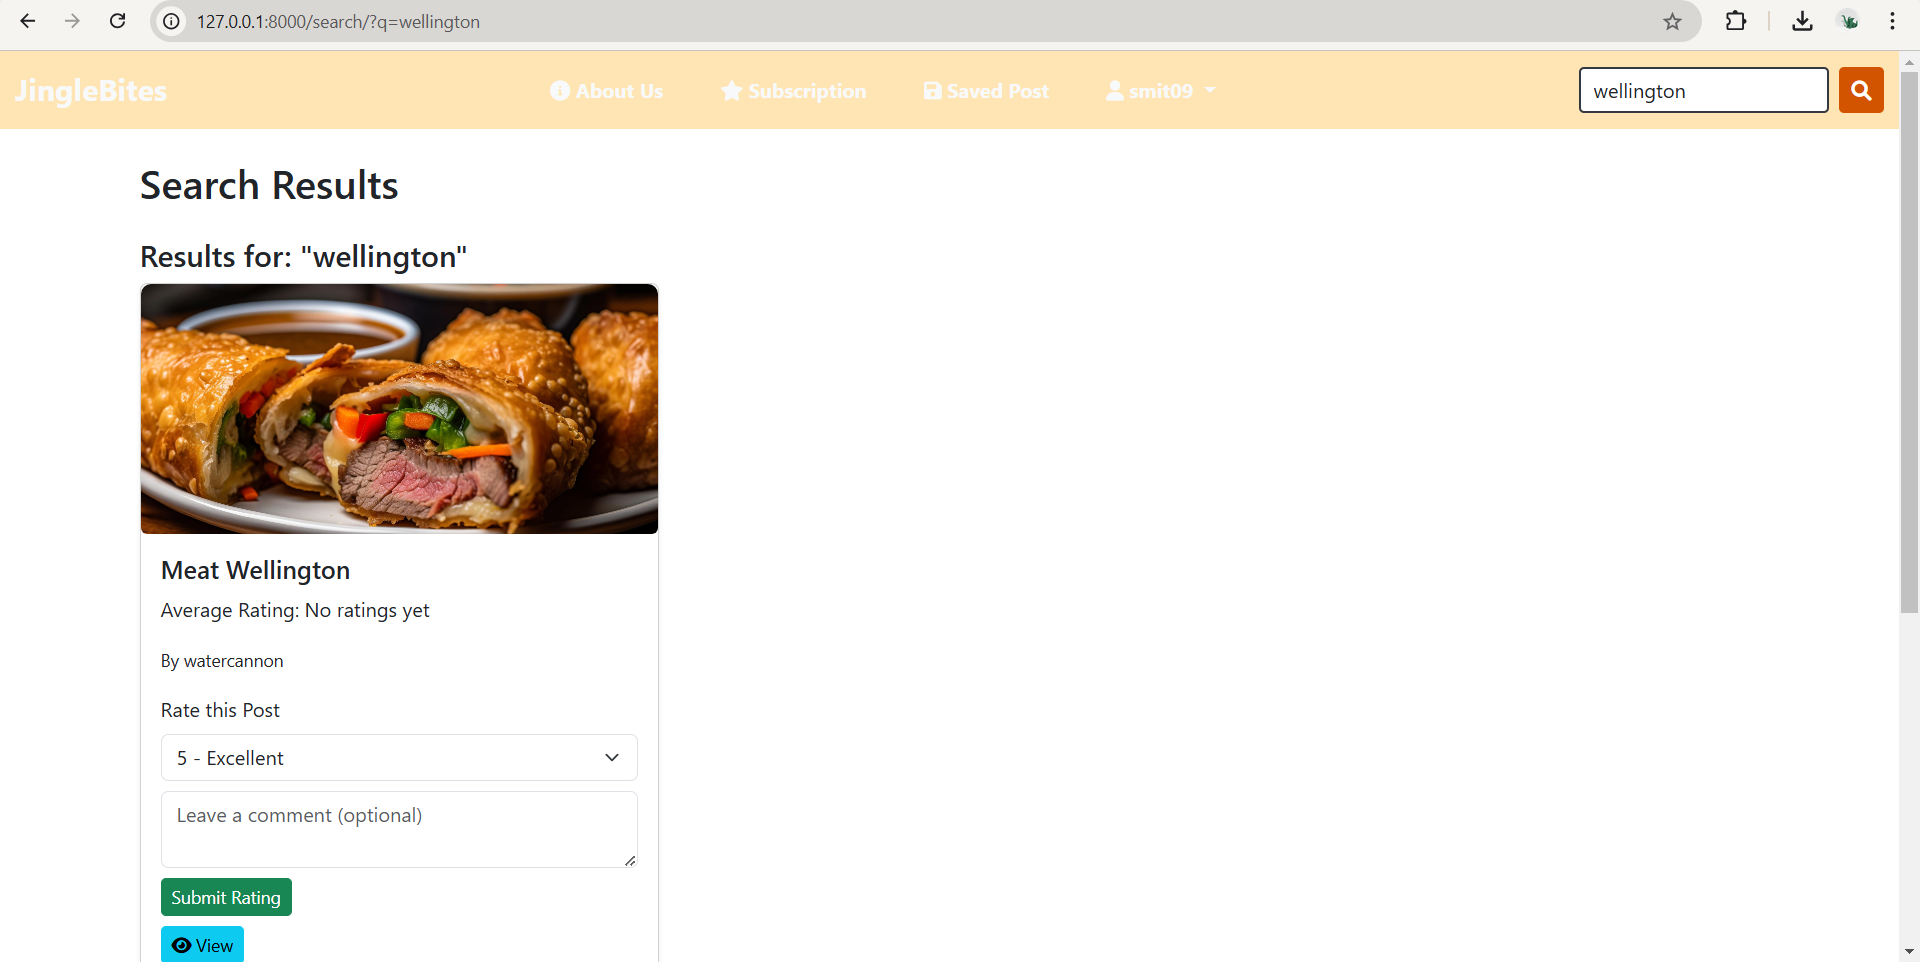 127.0.0.1:8000/search/?q=wellington
JingleBites
About Us
Subscription
Saved Post
smit09
wellington
Search Results
Results for: "wellington"
Meat Wellington
Average Rating: No ratings yet
By watercannon
Rate this Post
5 - Excellent
Leave a comment (optional)
Submit Rating
View